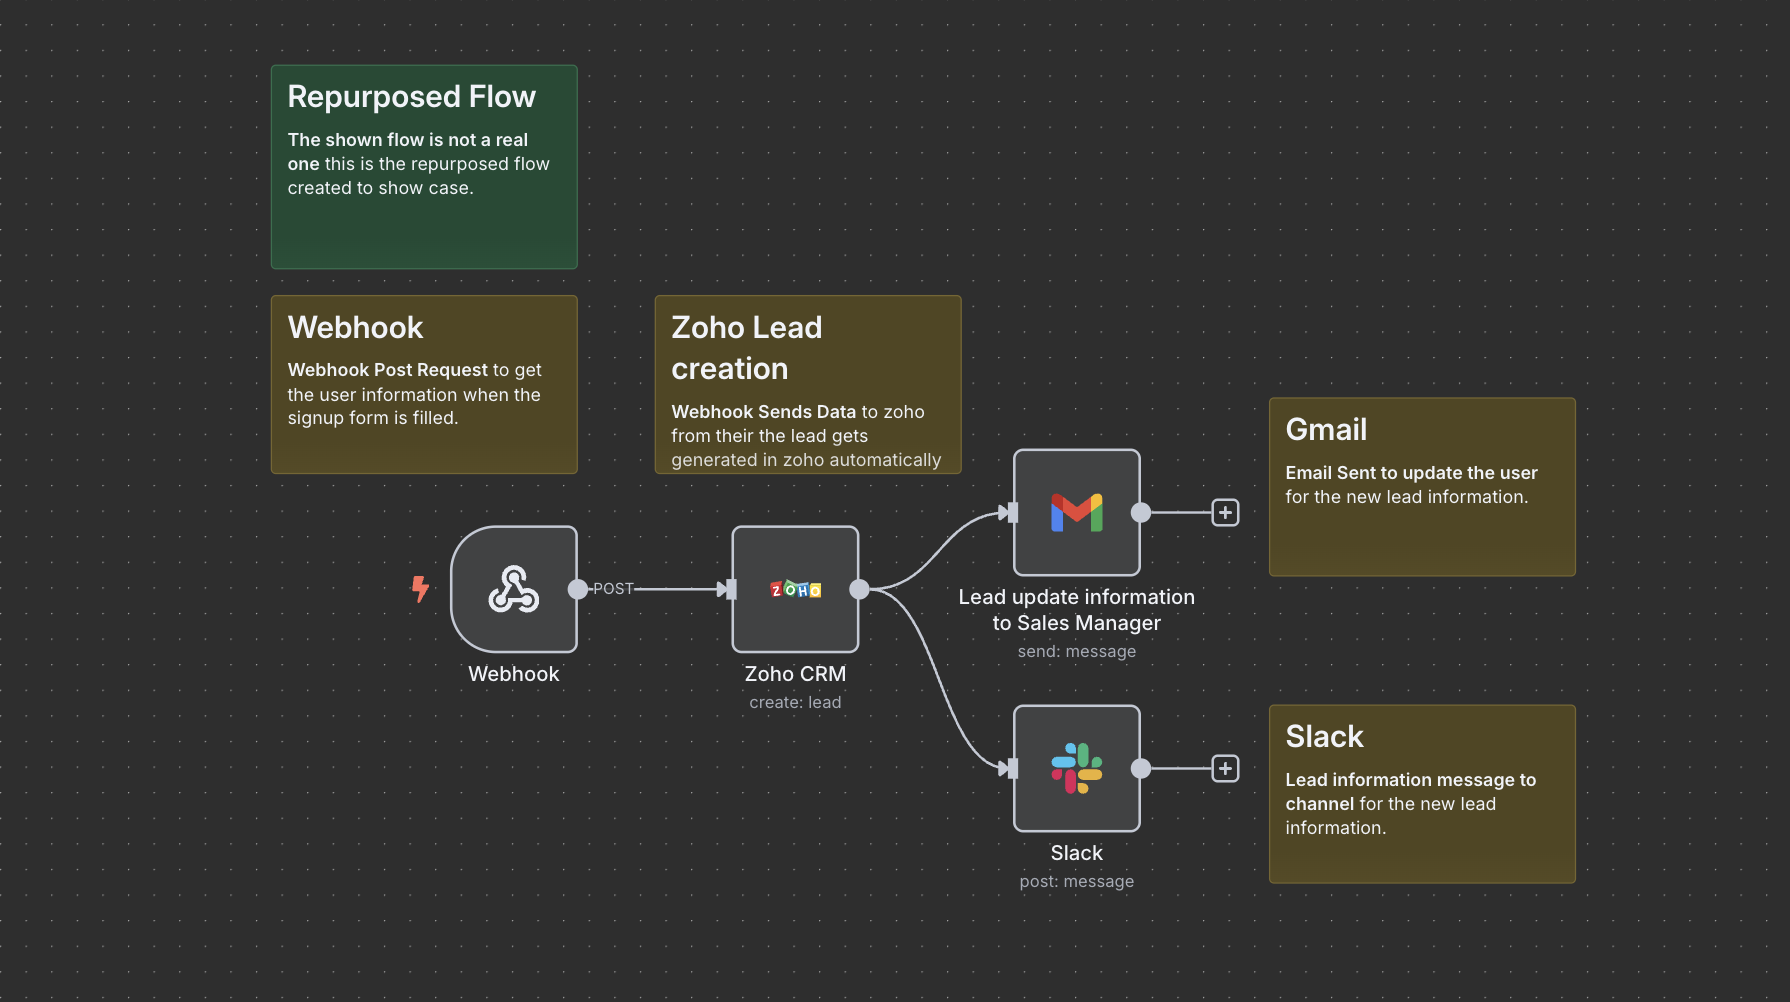 Repurposed Flow
The shown flow is not a real
one this is the repurposed flow
created to show case.
Webhook
Webhook Post Request to get
the user information when the
signup form is filled.
Zoho Lead
creation
Webhook Sends Data to zoho
from their the lead gets
generated in zoho automatically
Gmail
Email Sent to update the user
for the new lead information.
POST
ZOHO
Webhook
Zoho CRM
create: lead
Lead update information
to Sales Manager
send: message
Slack
Lead information message to
channel for the new lead
information.
Slack
post: message